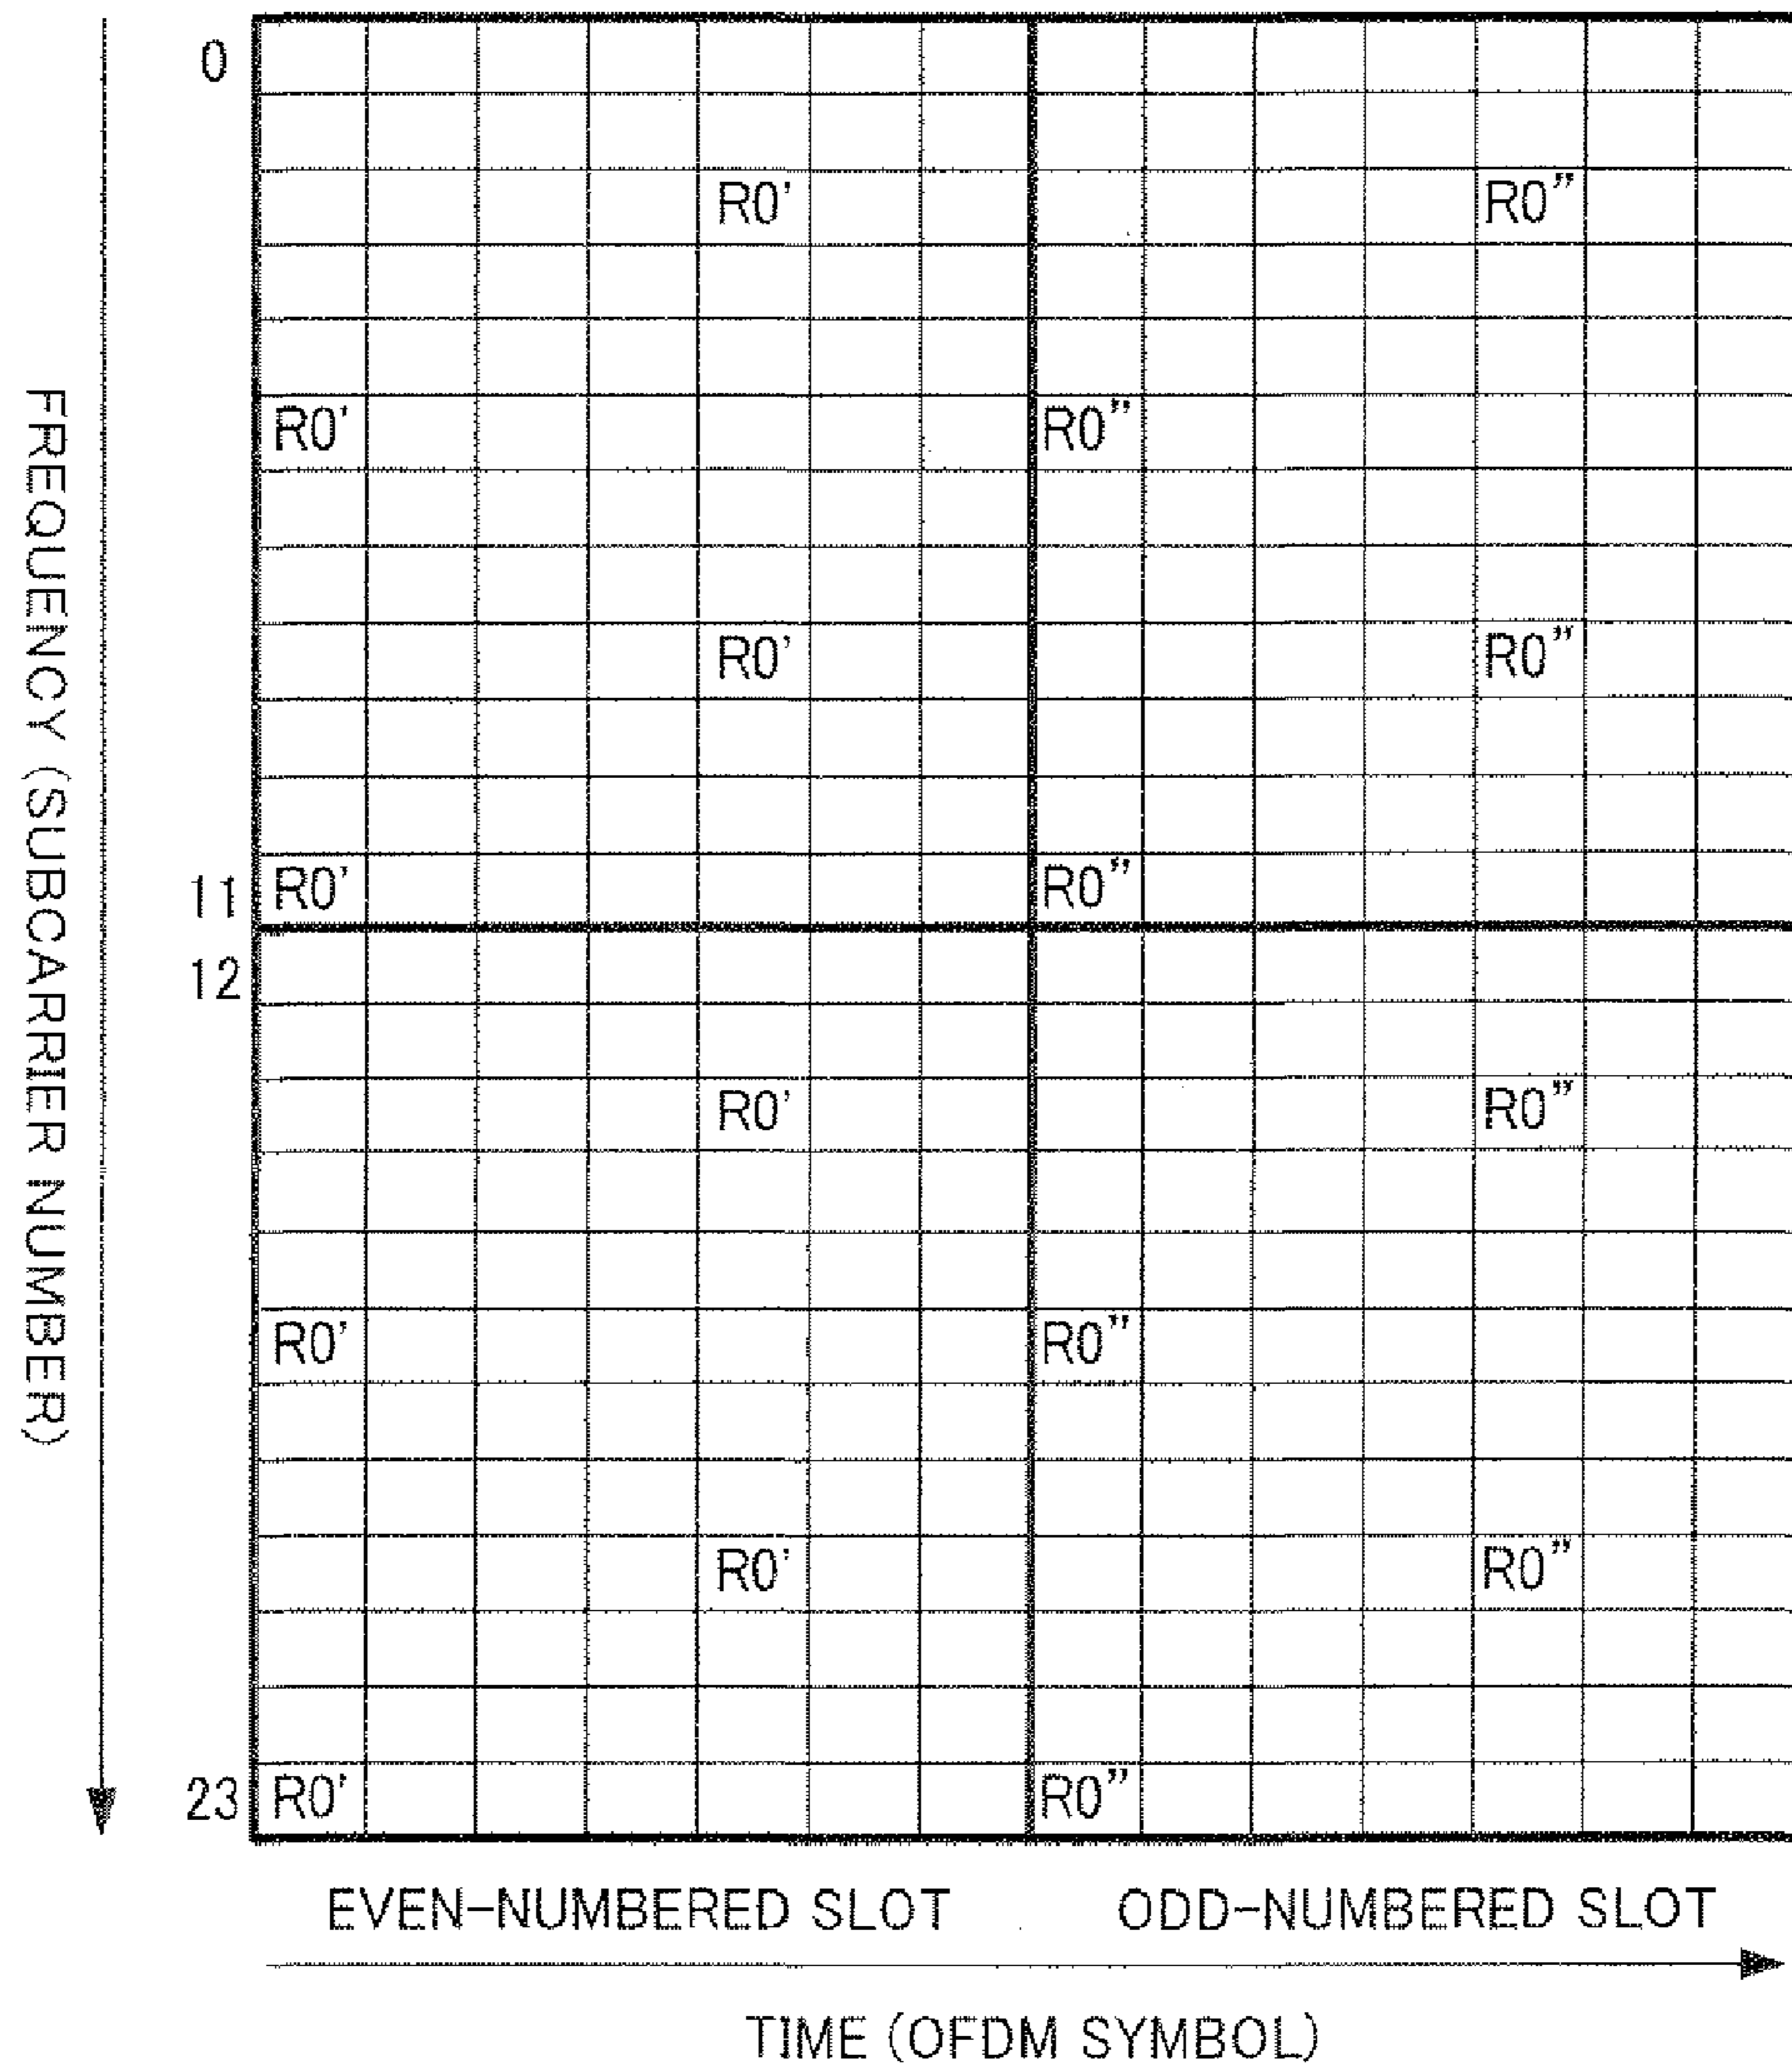 FREQUENCY (SUBCARRIER NUMBER)
0
R0' R0"
R0' R0"
R0' R0"
11 R0' R0"
12
R0' R0"
R0' R0"
R0' R0"
23 R0' R0"
EVEN-NUMBERED SLOT ODD-NUMBERED SLOT
TIME (OFDM SYMBOL)